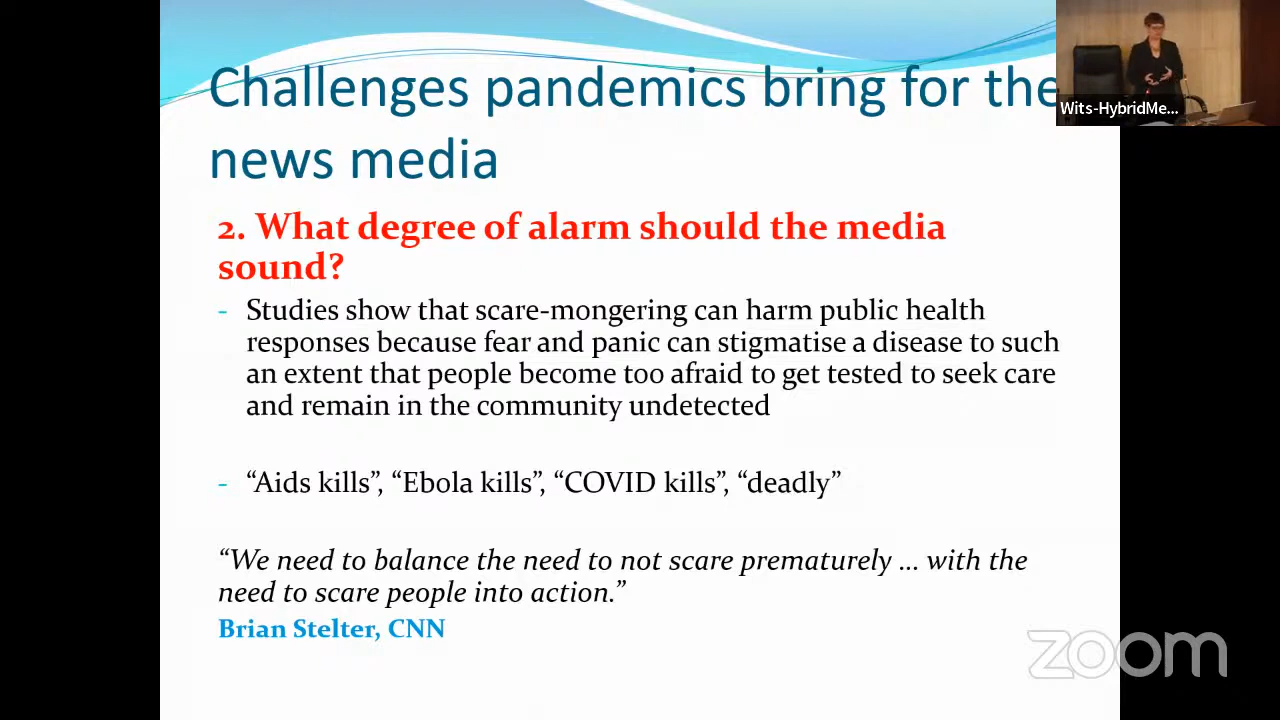 Challenges pandemics bring for the
news media
Wits-HybridMe...
2. What degree of alarm should the media
sound?
- Studies show that scare-mongering can harm public health
responses because fear and panic can stigmatise a disease to such
an extent that people become too afraid to get tested to seek care
and remain in the community undetected
- “Aids kills”, “Ebola kills”, “COVID kills”, “deadly”
“We need to balance the need to not scare prematurely ... with the
need to scare people into action.”
Brian Stelter, CNN
zoom